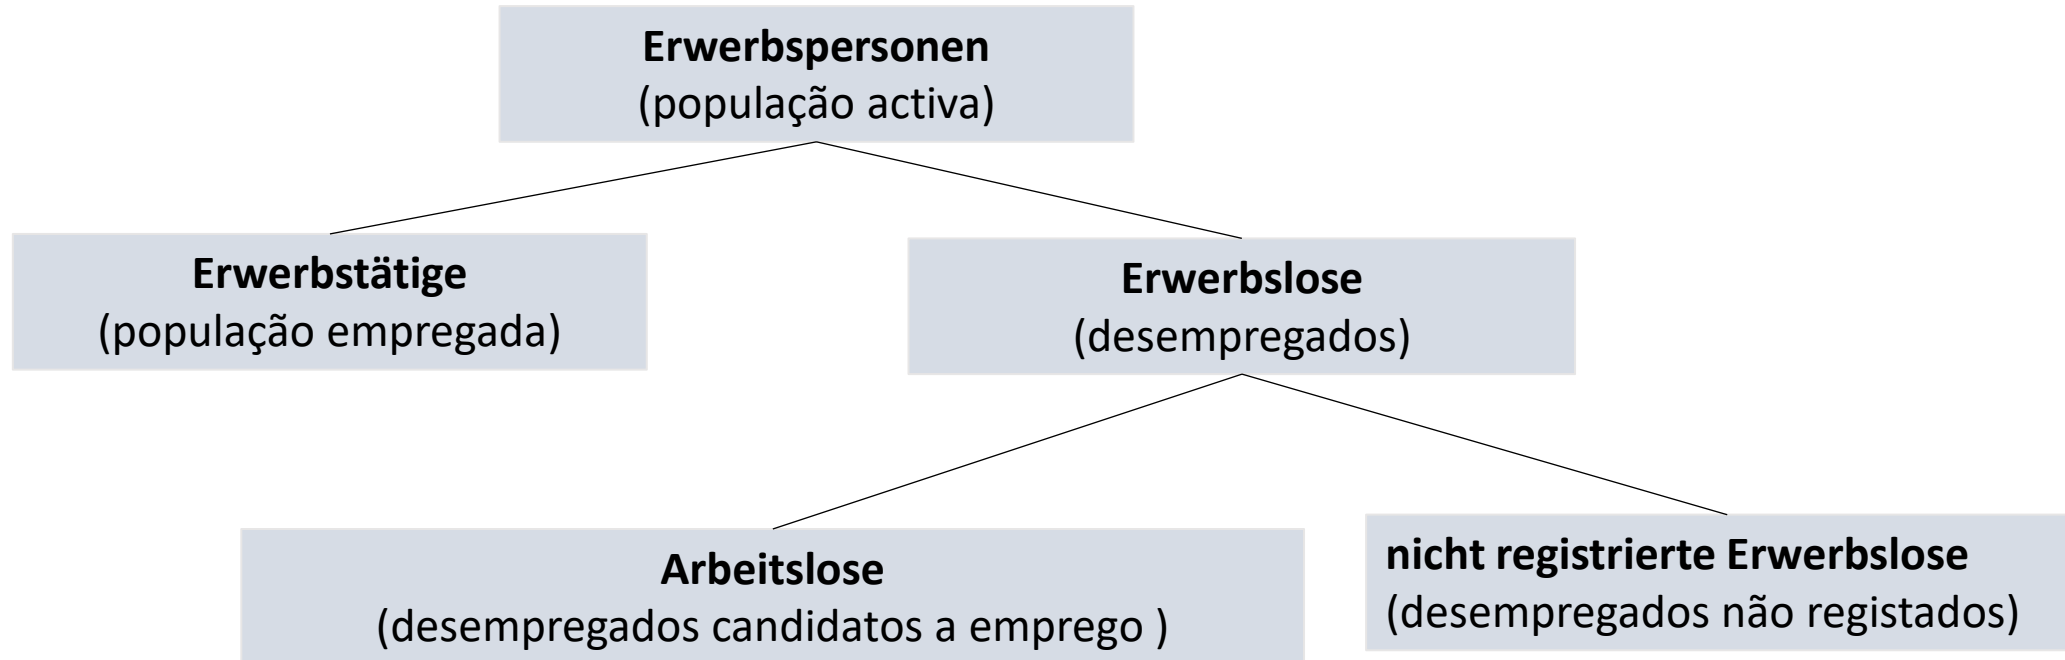 Erwerbspersonen
(população activa)
Erwerbstätige
(população empregada)
Erwerbslose
(desempregados)
Arbeitslose
(desempregados candidatos a emprego )
nicht registrierte Erwerbslose
(desempregados não registados)